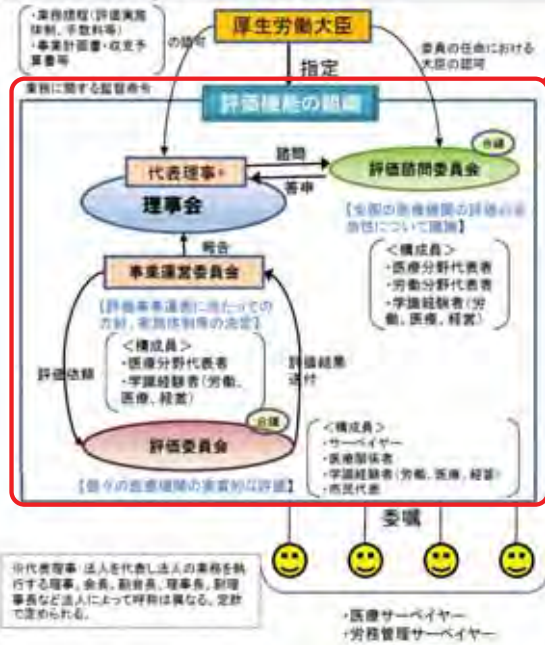 ・業務規程(評価実施
体制、手数料等)
・事業計画書・収支予
算書等
の認可
厚生労働大臣
指定
委員の任命における
大臣の認可
業務に関する監督命令
評価機能の組織
代表理事※
理事会
諮問
答申
評価諮問委員会
合議
【全国の医療機関の評価の妥
当性について議論】
<構成員>
・医療分野代表者
・労働分野代表者
・学識経験者(労
働、医療、経営)
報告
事業運営委員会
【評価事業運営に当たっての
方針、実施体制等の決定】
<構成員>
・医療分野代表者
・学識経験者(労働、
医療、経営)
評価依頼
評価結果
送付
合議
評価委員会
【個々の医療機関の実質的な評価】
<構成員>
・サーベイヤー
・医療関係者
・学識経験者(労働、医療、経営)
・市民代表
委嘱
※代表理事:法人を代表し法人の業務を執
行する理事。会長、副会長、理事長、副理
事長など法人によって呼称は異なる。定款
で定められる。
・医療サーベイヤー
・労務管理サーベイヤー